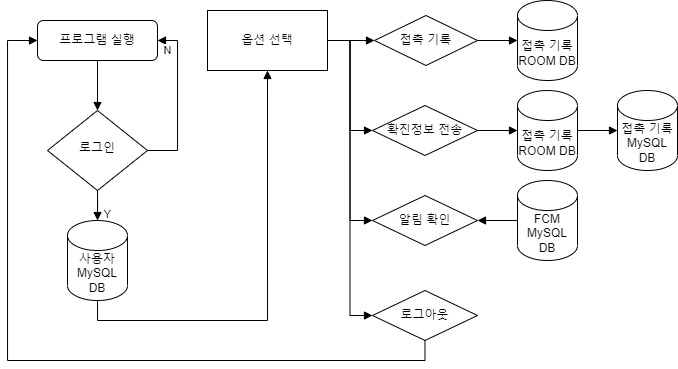 프로그램 실행
N
로그인
Y
사용자
MySQL
DB
옵션 선택
접촉 기록
접촉 기록
ROOM DB
확진정보 전송
접촉 기록
ROOM DB
접촉 기록
MySQL
DB
알림 확인
FCM
MySQL
DB
로그아웃